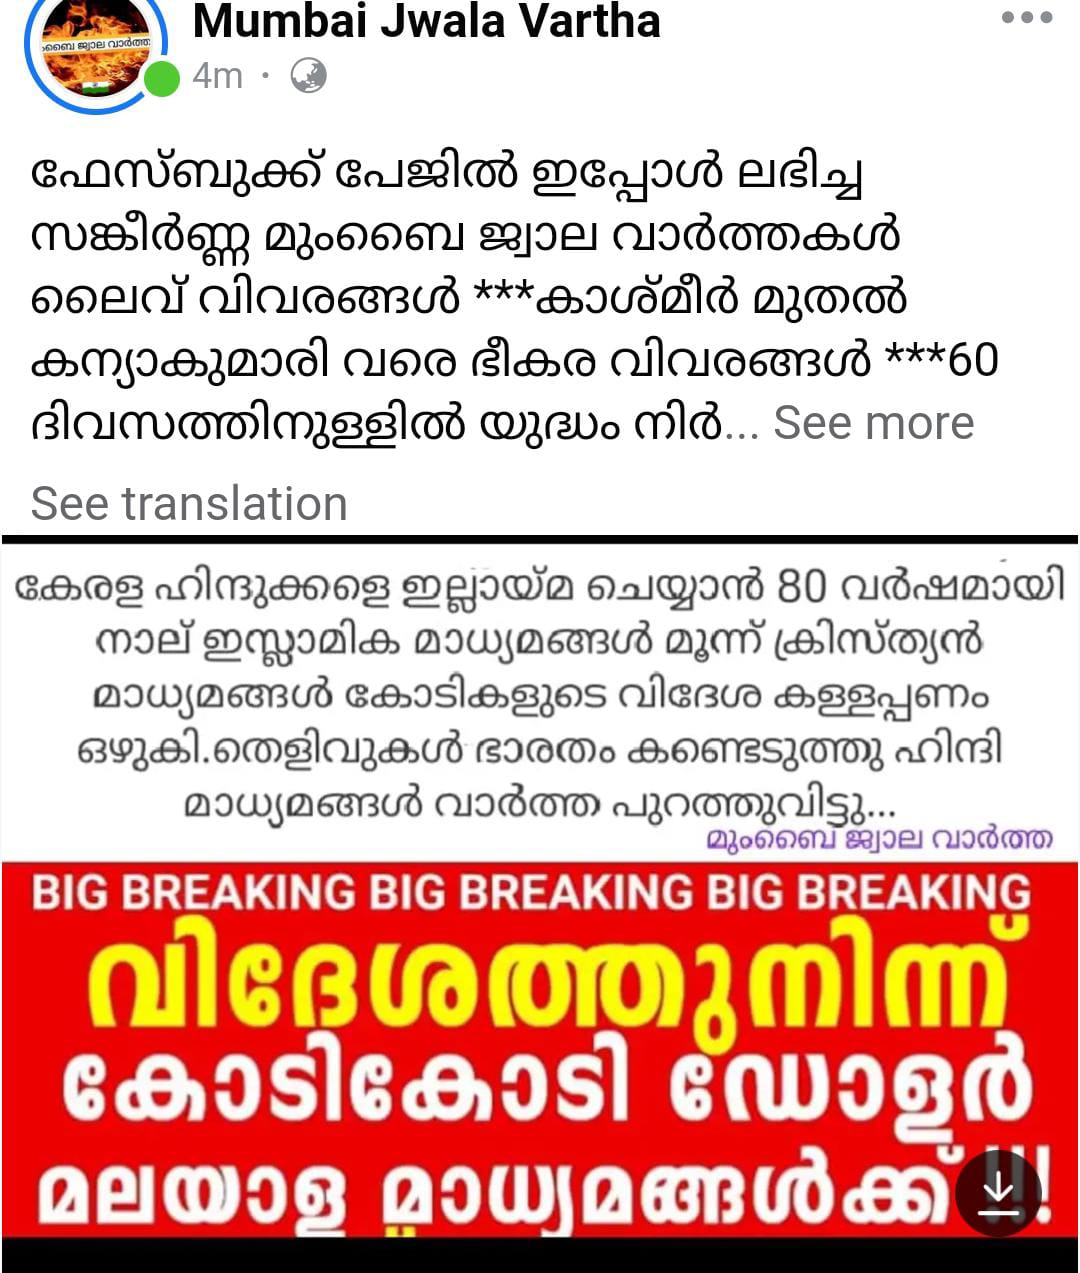 Mumbai Jwala Vartha
മുംബൈ ജ്വാല വാർത്ത
4m ·
ഫേസ്ബുക്ക് പേജിൽ ഇപ്പോൾ ലഭിച്ച
സങ്കീർണ്ണ മുംബൈ ജ്വാല വാർത്തകൾ
ലൈവ് വിവരങ്ങൾ ***കാശ്മീർ മുതൽ
കന്യാകുമാരി വരെ ഭീകര വിവരങ്ങൾ ***60
ദിവസത്തിനുള്ളിൽ യുദ്ധം നിർ... See more
See translation
കേരള ഹിന്ദുക്കളെ ഇല്ലായ്മ ചെയ്യാൻ 80 വർഷമായി
നാല് ഇസ്ലാമിക മാധ്യമങ്ങൾ മൂന്ന് ക്രിസ്ത്യൻ
മാധ്യമങ്ങൾ കോടികളുടെ വിദേശ കള്ളപ്പണം
ഒഴുകി.തെളിവുകൾ ഭാരതം കണ്ടെടുത്തു ഹിന്ദി
മാധ്യമങ്ങൾ വാർത്ത പുറത്തുവിട്ടു...
മുംബൈ ജ്വാല വാർത്ത
BIG BREAKING BIG BREAKING BIG BREAKING
വിദേശത്തുനിന്ന്
കോടികോടി ഡോളർ
മലയാള മാധ്യമങ്ങൾക്ക് !!!